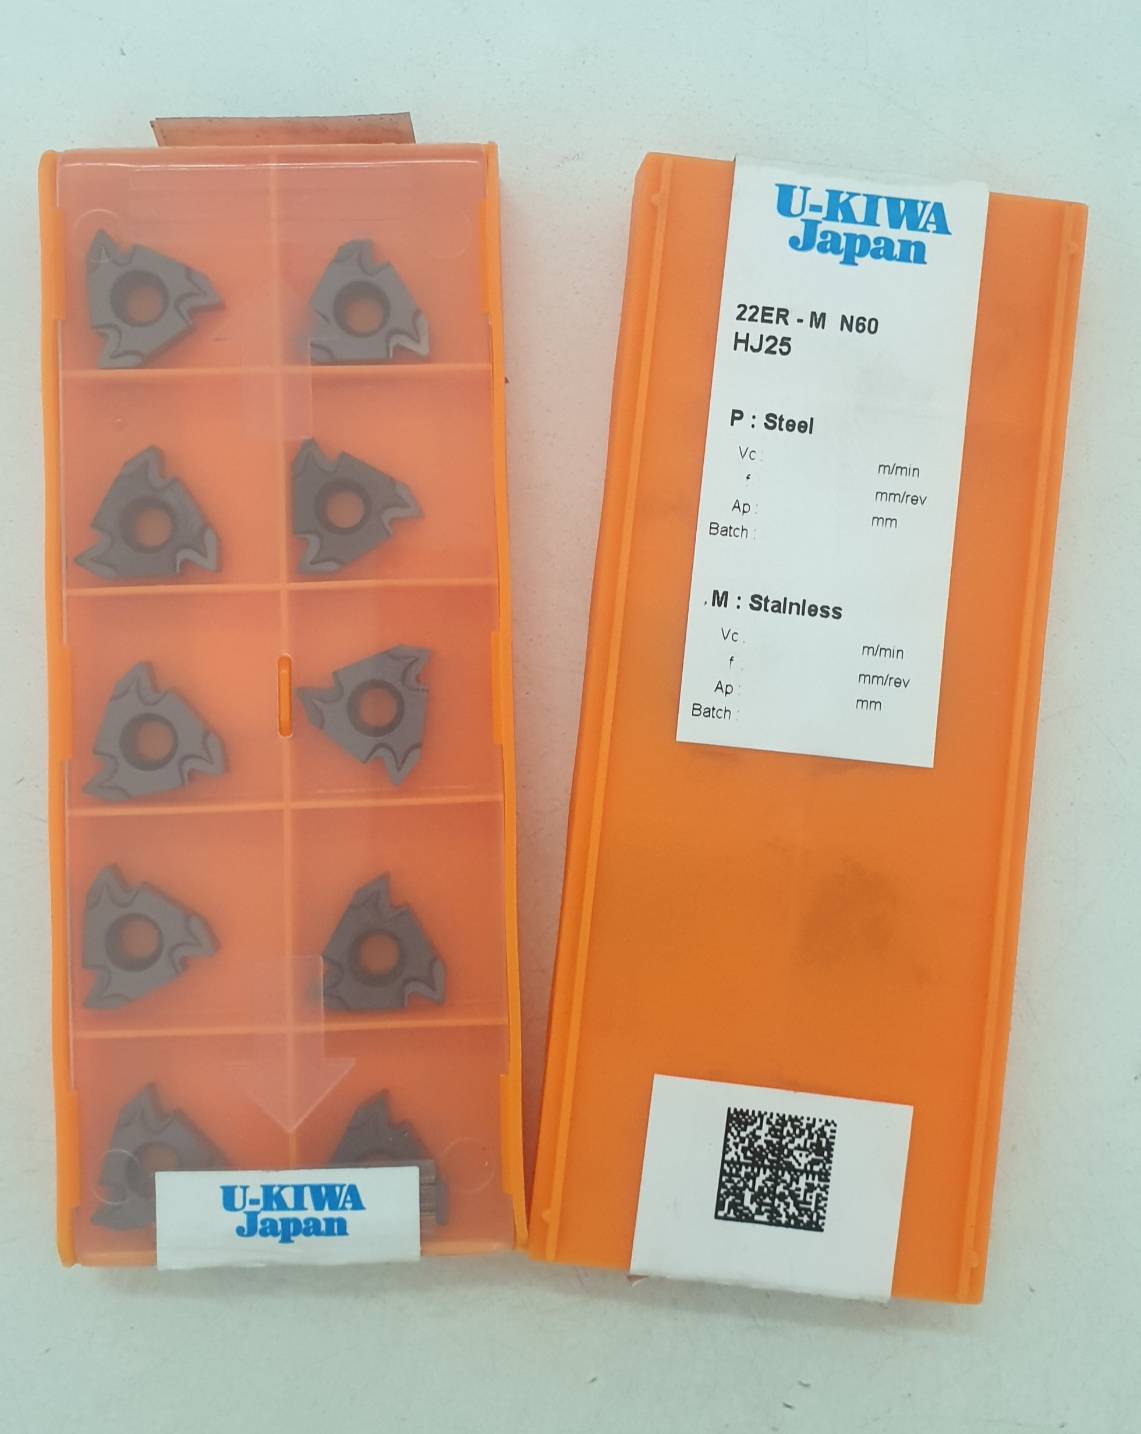 U-KIWA
Japan
22ER - M N60
HJ25
P : Steel
Vc : m/min
f mm/rev
Ap : mm
Batch :
M : Stainless
Vc . m/min
f . mm/rev
Ap : mm
Batch :
U-KIWA
Japan